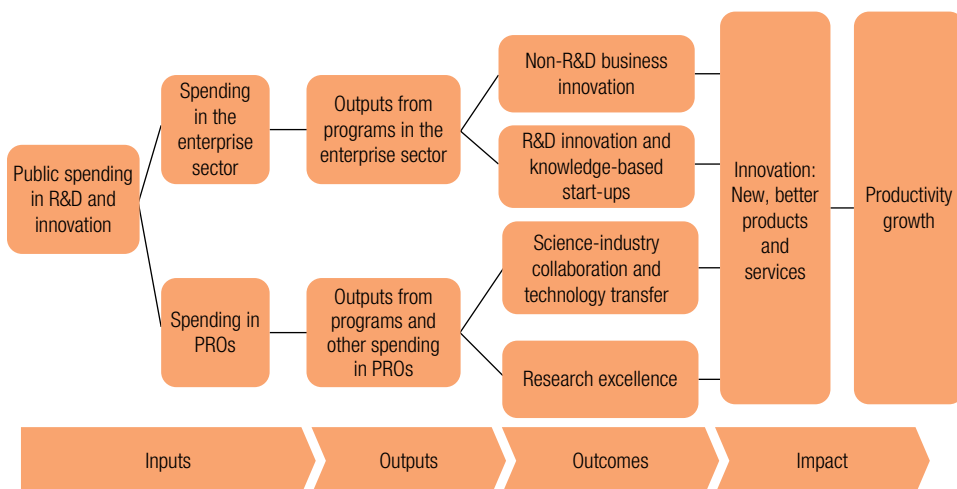 Public spending
in R&D and
innovation
Spending
in the
enterprise
sector
Spending in
PROs
Outputs from
programs in the
enterprise sector
Outputs from
programs and
other spending
in PROs
Non-R&D business
innovation
R&D innovation and
knowledge-based
start-ups
Science-industry
collaboration and
technology transfer
Research excellence
Innovation:
New, better
products
and
services
Productivity
growth
Inputs
Outputs
Outcomes
Impact